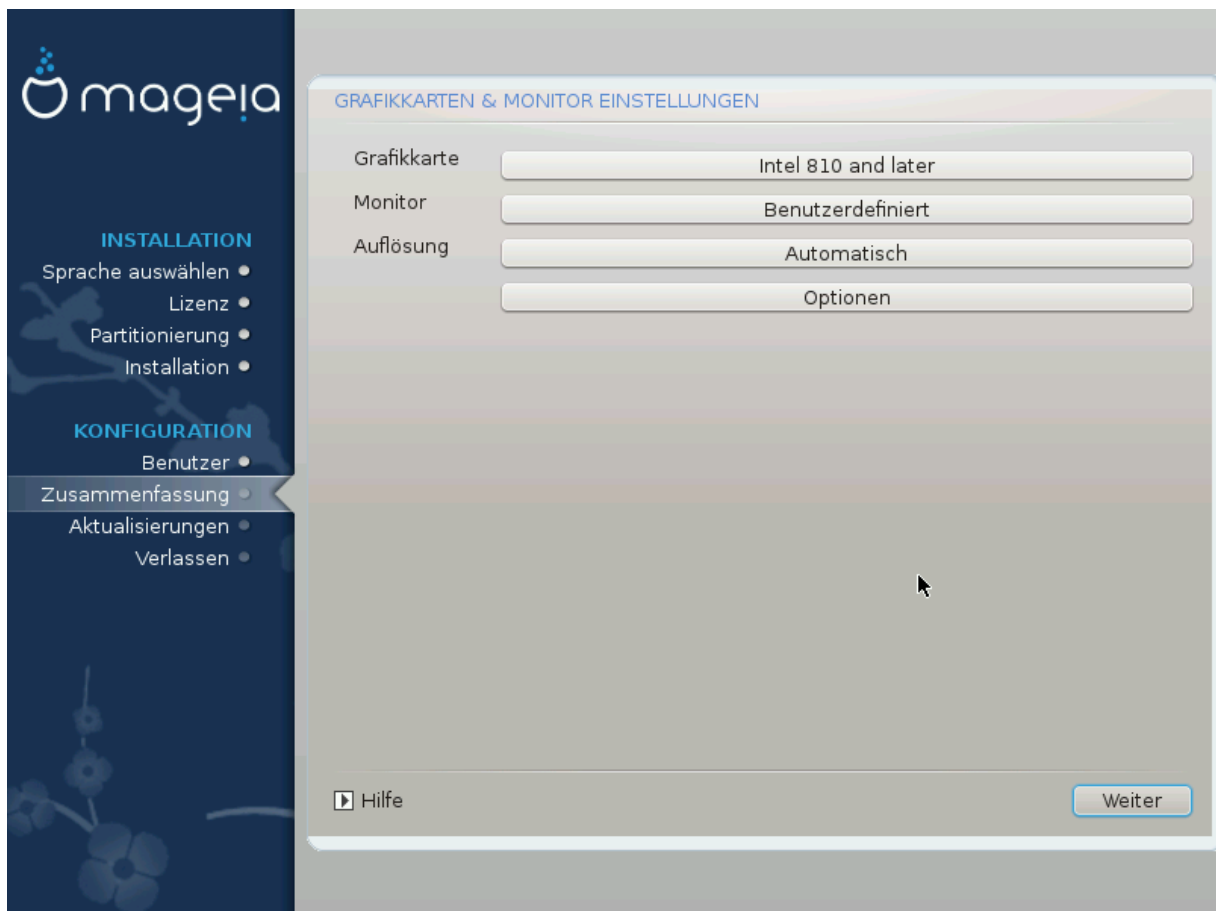 mageia
INSTALLATION
Sprache auswählen
Lizenz
Partitionierung
Installation
KONFIGURATION
Benutzer
Zusammenfassung
Aktualisierungen
Verlassen
GRAFIKKARTEN & MONITOR EINSTELLUNGEN
Grafikkarte Intel 810 and later
Monitor Benutzerdefiniert
Auflösung Automatisch
Optionen
Hilfe Weiter